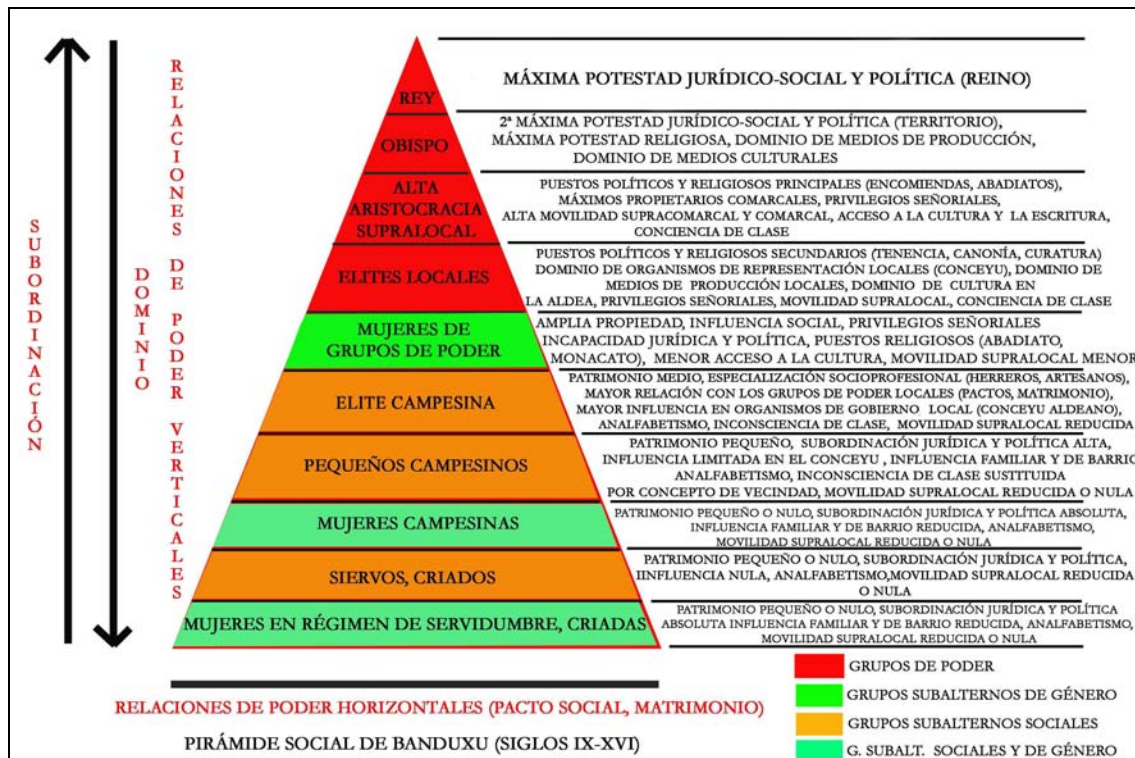 SUBORDINACIÓN
DOMINIO
RELACIONES DE PODER VERTICALES
REY
MÁXIMA POTESTAD JURÍDICO-SOCIAL Y POLÍTICA (REINO)
OBISPO
2ª MÁXIMA POTESTAD JURÍDICO-SOCIAL Y POLÍTICA (TERRITORIO),
MÁXIMA POTESTAD RELIGIOSA, DOMINIO DE MEDIOS DE PRODUCCIÓN,
DOMINIO DE MEDIOS CULTURALES
ALTA
ARISTOCRACIA
SUPRALOCAL
PUESTOS POLÍTICOS Y RELIGIOSOS PRINCIPALES (ENCOMIENDAS, ABADIATOS),
MÁXIMOS PROPIETARIOS COMARCALES, PRIVILEGIOS SEÑORIALES,
ALTA MOVILIDAD SUPRACOMARCAL Y COMARCAL, ACCESO A LA CULTURA Y LA ESCRITURA,
CONCIENCIA DE CLASE
ELITES LOCALES
PUESTOS POLÍTICOS Y RELIGIOSOS SECUNDARIOS (TENENCIA, CANONÍA, CURATURA)
DOMINIO DE ORGANISMOS DE REPRESENTACIÓN LOCALES (CONCEYU), DOMINIO DE
MEDIOS DE PRODUCCIÓN LOCALES, DOMINIO DE CULTURA EN
LA ALDEA, PRIVILEGIOS SEÑORIALES, MOVILIDAD SUPRALOCAL, CONCIENCIA DE CLASE
MUJERES DE
GRUPOS DE PODER
AMPLIA PROPIEDAD, INFLUENCIA SOCIAL, PRIVILEGIOS SEÑORIALES
INCAPACIDAD JURÍDICA Y POLÍTICA, PUESTOS RELIGIOSOS (ABADIATO,
MONACATO), MENOR ACCESO A LA CULTURA, MOVILIDAD SUPRALOCAL MENOR
ELITE CAMPESINA
PATRIMONIO MEDIO, ESPECIALIZACIÓN SOCIOPROFESIONAL (HERREROS, ARTESANOS),
MAYOR RELACIÓN CON LOS GRUPOS DE PODER LOCALES (PACTOS, MATRIMONIO),
MAYOR INFLUENCIA EN ORGANISMOS DE GOBIERNO LOCAL (CONCEYU ALDEANO),
ANALFABETISMO, INCONSCIENCIA DE CLASE, MOVILIDAD SUPRALOCAL REDUCIDA
PEQUEÑOS CAMPESINOS
PATRIMONIO PEQUEÑO, SUBORDINACIÓN JURÍDICA Y POLÍTICA ALTA,
INFLUENCIA LIMITADA EN EL CONCEYU , INFLUENCIA FAMILIAR Y DE BARRIO
ANALFABETISMO, INCONSCIENCIA DE CLASE SUSTITUIDA
POR CONCEPTO DE VECINDAD, MOVILIDAD SUPRALOCAL REDUCIDA O NULA
MUJERES CAMPESINAS
PATRIMONIO PEQUEÑO O NULO, SUBORDINACIÓN JURÍDICA Y POLÍTICA ABSOLUTA,
INFLUENCIA FAMILIAR Y DE BARRIO REDUCIDA, ANALFABETISMO,
MOVILIDAD SUPRALOCAL REDUCIDA O NULA
SIERVOS, CRIADOS
PATRIMONIO PEQUEÑO O NULO, SUBORDINACIÓN JURÍDICA Y POLÍTICA,
IINFLUENCIA NULA, ANALFABETISMO,MOVILIDAD SUPRALOCAL REDUCIDA
O NULA
MUJERES EN RÉGIMEN DE SERVIDUMBRE, CRIADAS
PATRIMONIO PEQUEÑO O NULO, SUBORDINACIÓN JURÍDICA Y POLÍTICA
ABSOLUTA INFLUENCIA FAMILIAR Y DE BARRIO REDUCIDA, ANALFABETISMO,
MOVILIDAD SUPRALOCAL REDUCIDA O NULA
RELACIONES DE PODER HORIZONTALES (PACTO SOCIAL, MATRIMONIO)
PIRÁMIDE SOCIAL DE BANDUXU (SIGLOS IX-XVI)
GRUPOS DE PODER
GRUPOS SUBALTERNOS DE GÉNERO
GRUPOS SUBALTERNOS SOCIALES
G. SUBALT. SOCIALES Y DE GÉNERO